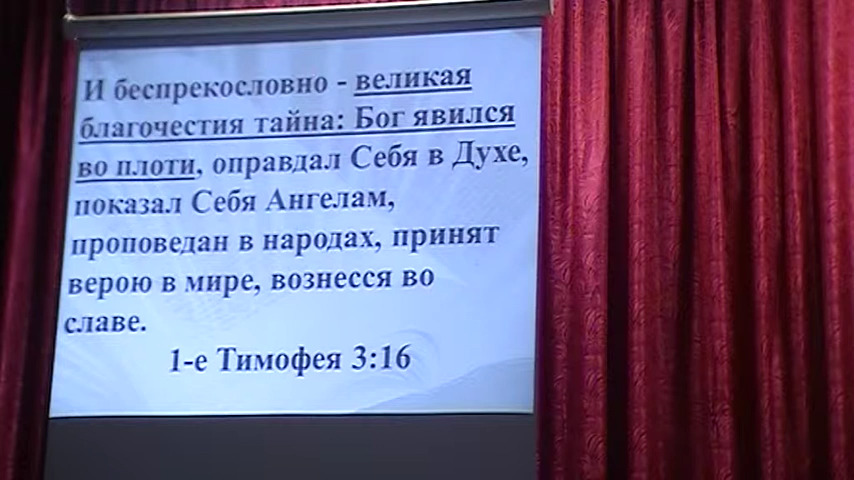 И беспрекословно - великая
благочестия тайна: Бог явился
во плоти, оправдал Себя в Духе,
показал Себя Ангелам,
проповедан в народах, принят
верою в мире, вознесся во
славе.
1-е Тимофея 3:16